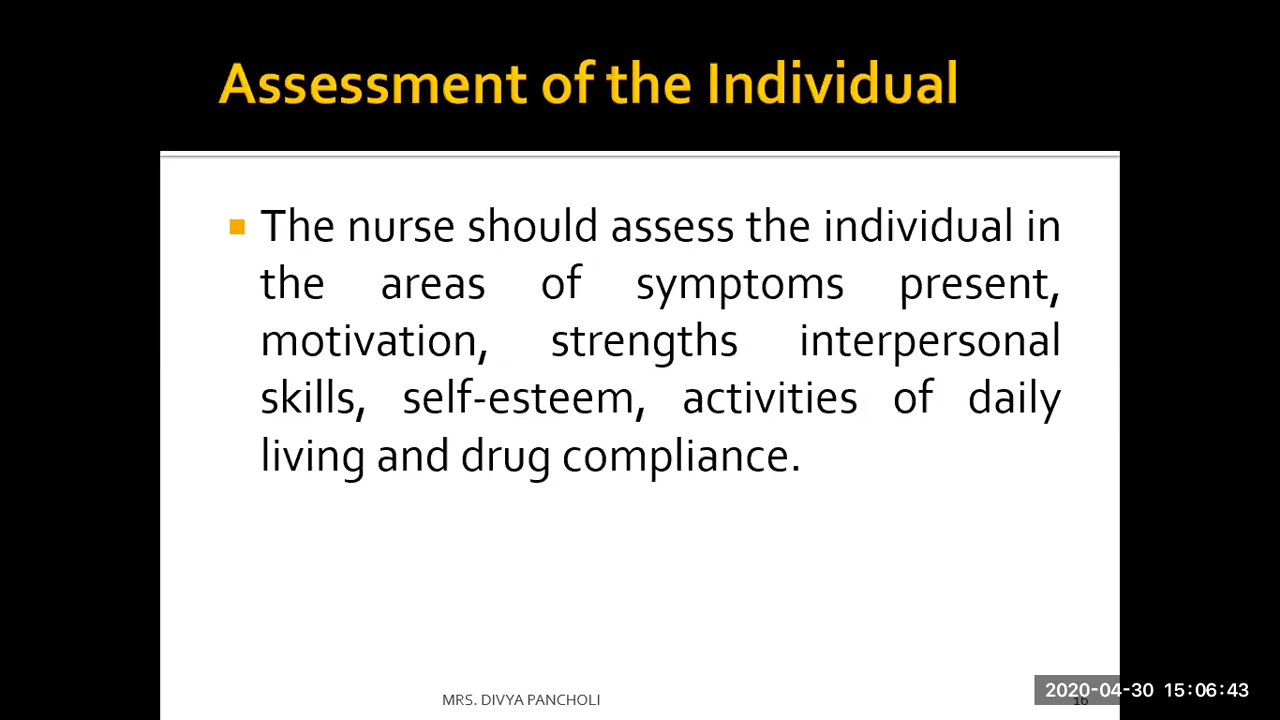 Assessment of the Individual
The nurse should assess the individual in
the areas of symptoms present,
motivation, strengths interpersonal
skills, self-esteem, activities of daily
living and drug compliance.
MRS. DIVYA PANCHOLI
2020-04-30 15:06:43
16